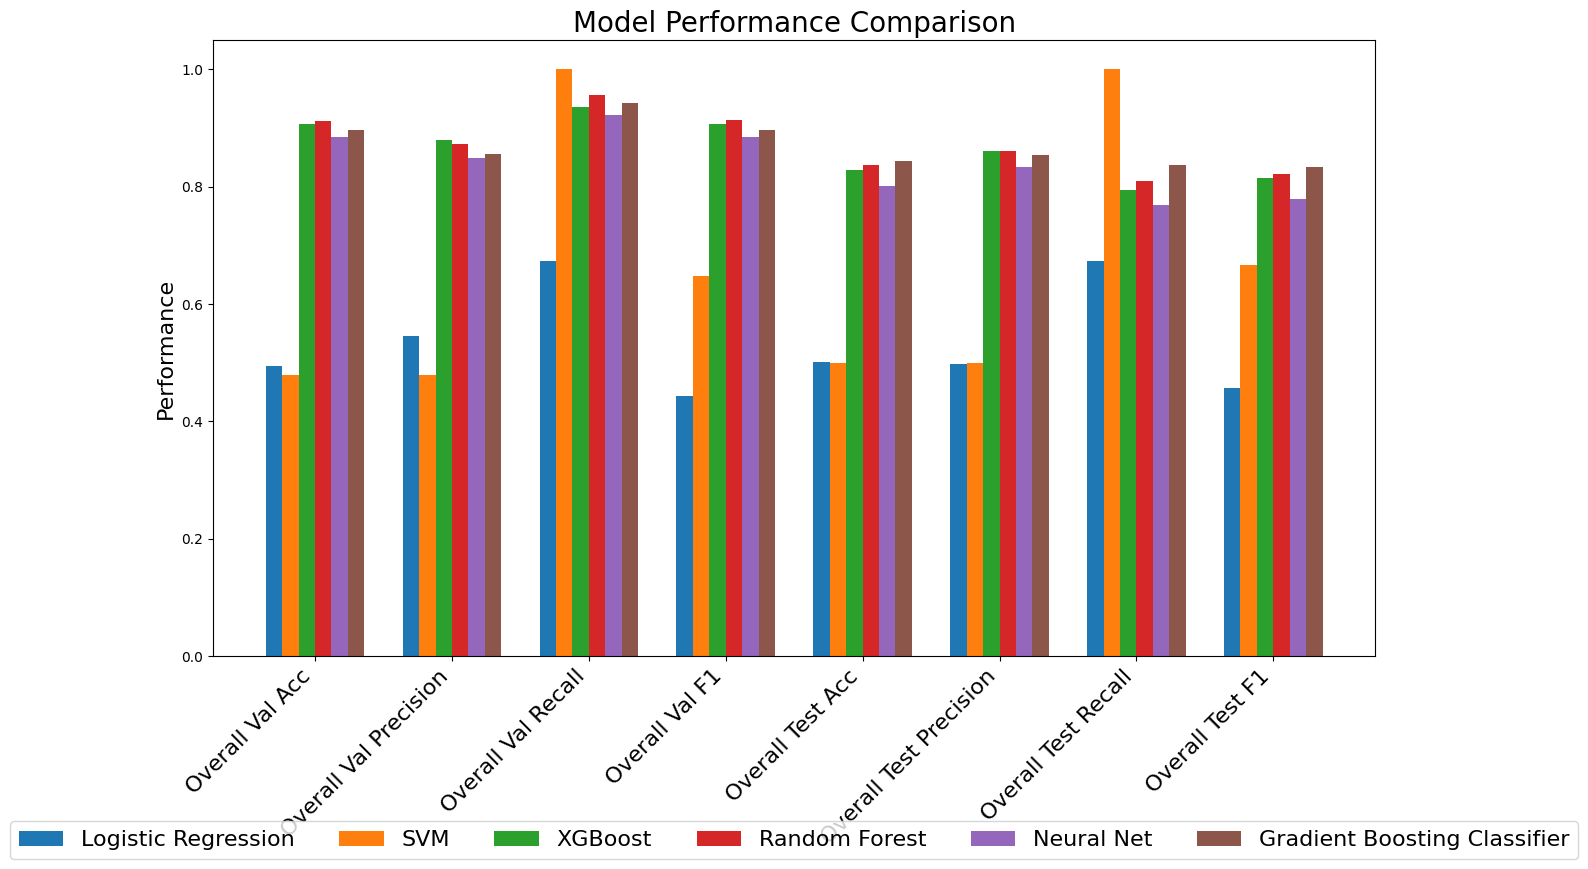 Model Performance Comparison
Performance
1.0
0.8
0.6
0.4
0.2
0.0
Overall Val Acc
Overall Val Precision
Overall Val Recall
Overall Val F1
Overall Test Acc
Overall Test Precision
Overall Test Recall
Overall Test F1
Logistic Regression
SVM
XGBoost
Random Forest
Neural Net
Gradient Boosting Classifier